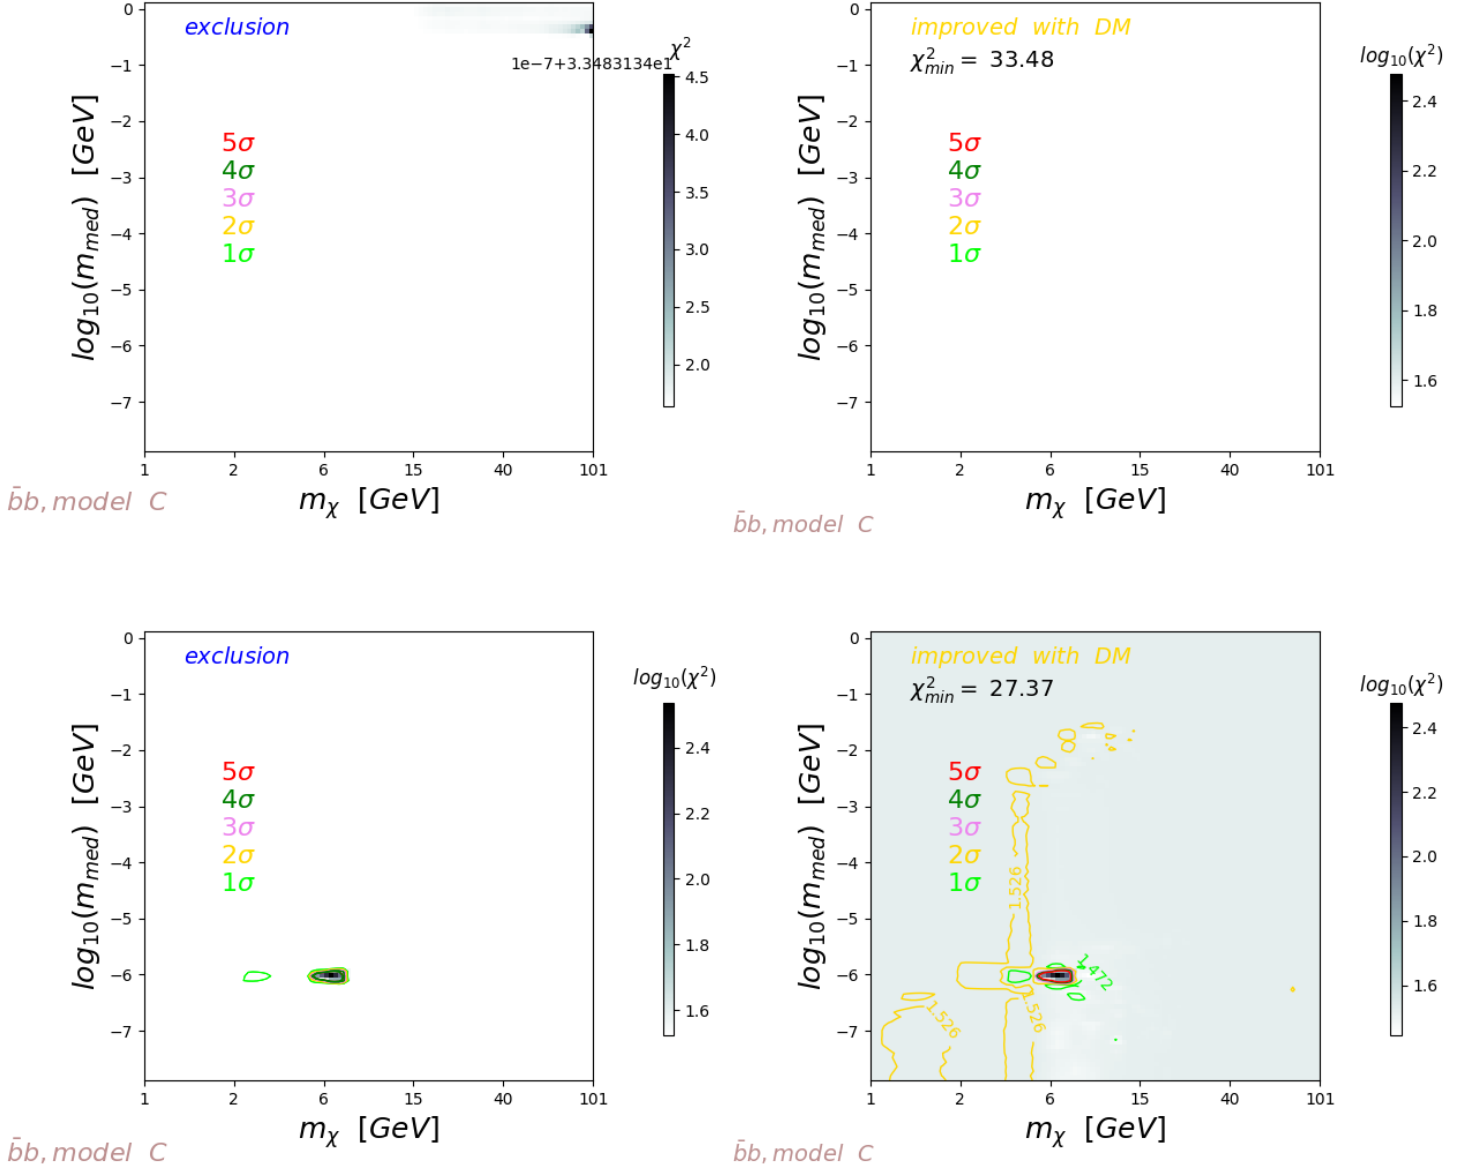 exclusion
χ²
1e-7+3.3483134e1
log₁₀(m_med) [GeV]
0
−1
−2
−3
−4
−5
−6
−7
5σ
4σ
3σ
2σ
1σ
4.5
4.0
3.5
3.0
2.5
2.0
1 2 6 15 40 101
m_χ [GeV]
b̄b, model C
improved with DM
χ²_min = 33.48
log₁₀(χ²)
log₁₀(m_med) [GeV]
0
−1
−2
−3
−4
−5
−6
−7
5σ
4σ
3σ
2σ
1σ
2.4
2.2
2.0
1.8
1.6
1 2 6 15 40 101
m_χ [GeV]
b̄b, model C
exclusion
log₁₀(χ²)
log₁₀(m_med) [GeV]
0
−1
−2
−3
−4
−5
−6
−7
5σ
4σ
3σ
2σ
1σ
2.4
2.2
2.0
1.8
1.6
1 2 6 15 40 101
m_χ [GeV]
b̄b, model C
improved with DM
χ²_min = 27.37
log₁₀(χ²)
log₁₀(m_med) [GeV]
0
−1
−2
−3
−4
−5
−6
−7
5σ
4σ
3σ
2σ
1σ
1.526
1.472
1.526
1.526
2.4
2.2
2.0
1.8
1.6
1 2 6 15 40 101
m_χ [GeV]
b̄b, model C